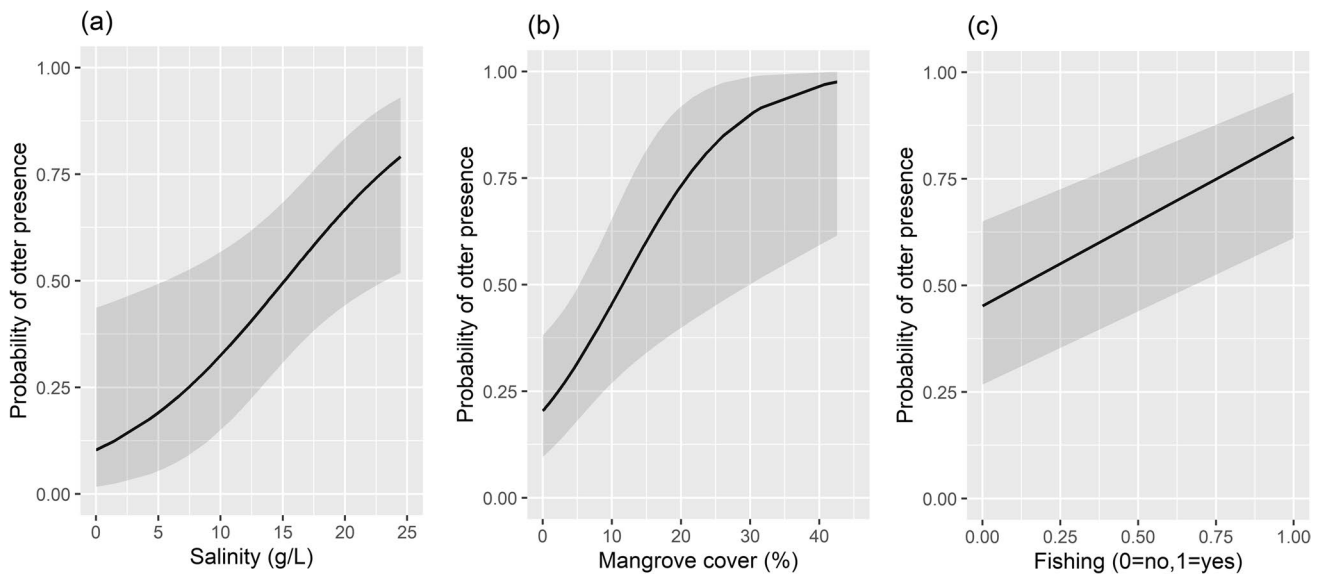 (a)
Probability of otter presence
1.00
0.75
0.50
0.25
0.00
0 5 10 15 20 25
Salinity (g/L)
(b)
Probability of otter presence
1.00
0.75
0.50
0.25
0.00
0 10 20 30 40
Mangrove cover (%)
(c)
Probability of otter presence
1.00
0.75
0.50
0.25
0.00
0.00 0.25 0.50 0.75 1.00
Fishing (0=no,1=yes)